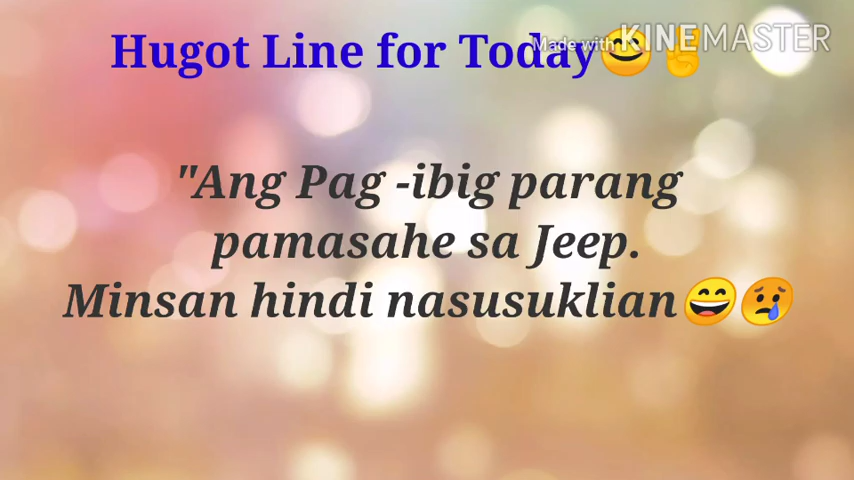 Hugot Line for Today😊✌
Made with KINEMASTER
"Ang Pag -ibig parang
pamasahe sa Jeep.
Minsan hindi nasusuklian😄😢